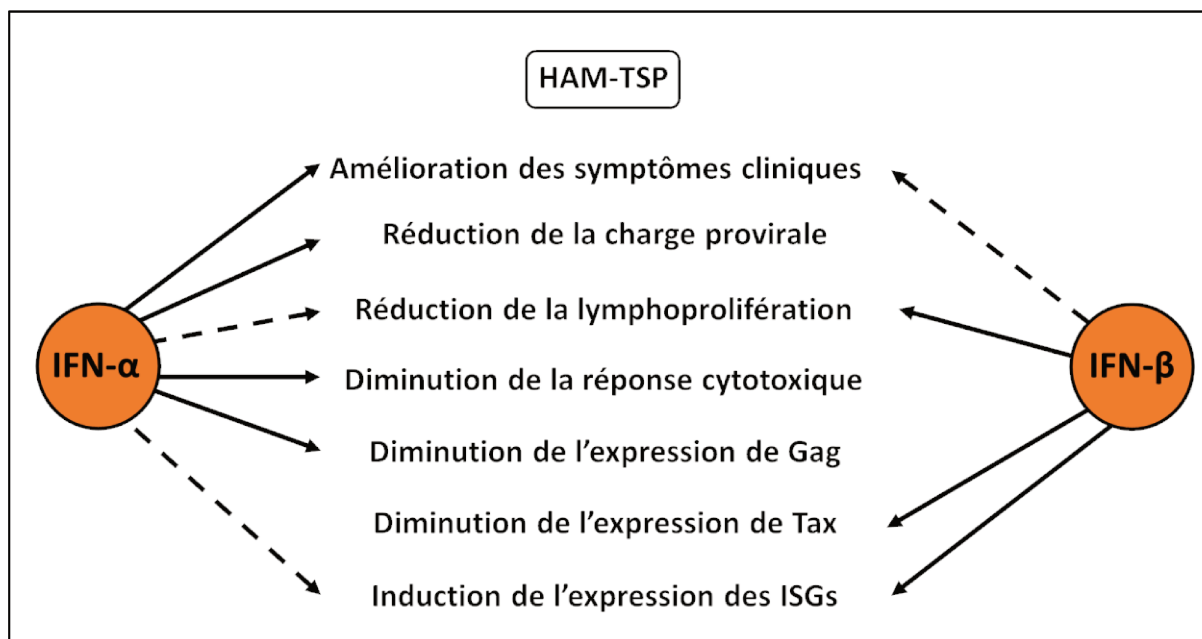 HAM-TSP
Amélioration des symptômes cliniques
Réduction de la charge provirale
Réduction de la lymphoprolifération
IFN-α
IFN-β
Diminution de la réponse cytotoxique
Diminution de l’expression de Gag
Diminution de l’expression de Tax
Induction de l’expression des ISGs